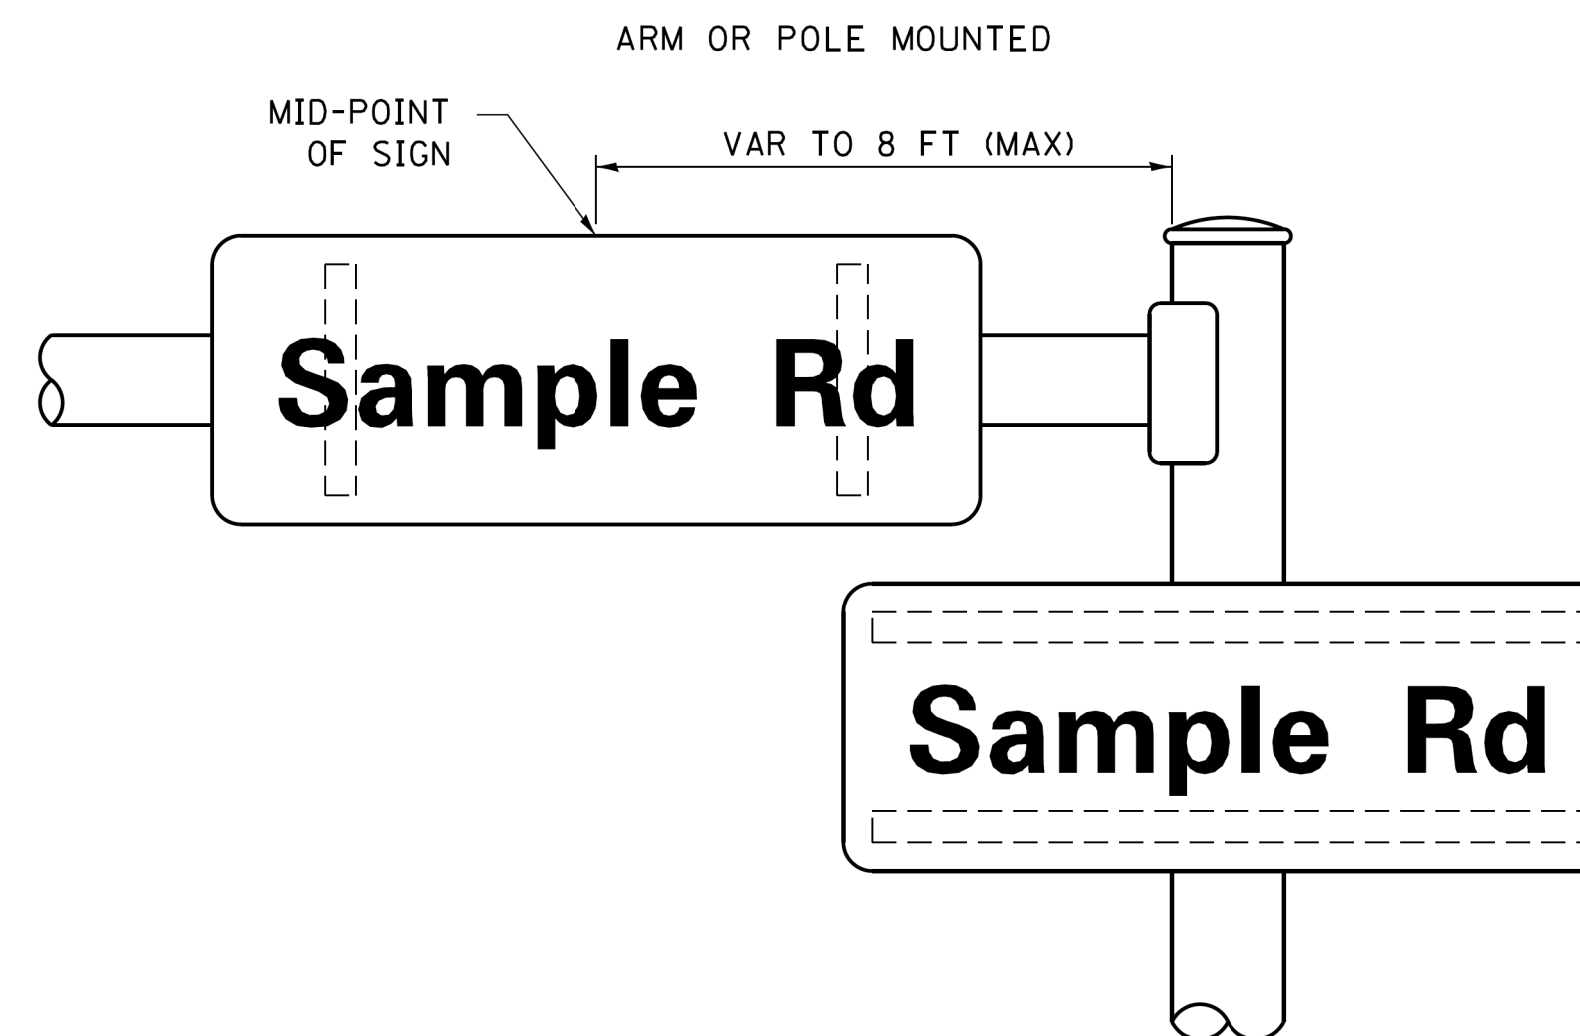 ARM OR POLE MOUNTED
MID-POINT
OF SIGN
VAR TO 8 FT (MAX)
Sample Rd
Sample Rd